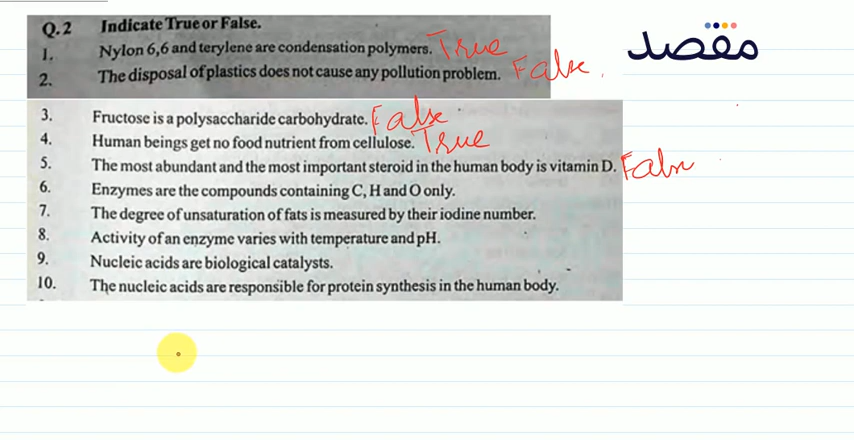 Q.2 Indicate True or False.
1. Nylon 6,6 and terylene are condensation polymers. True
2. The disposal of plastics does not cause any pollution problem. False.
مقصد
3. Fructose is a polysaccharide carbohydrate. False
4. Human beings get no food nutrient from cellulose. True
5. The most abundant and the most important steroid in the human body is vitamin D. False
6. Enzymes are the compounds containing C, H and O only.
7. The degree of unsaturation of fats is measured by their iodine number.
8. Activity of an enzyme varies with temperature and pH.
9. Nucleic acids are biological catalysts.
10. The nucleic acids are responsible for protein synthesis in the human body.